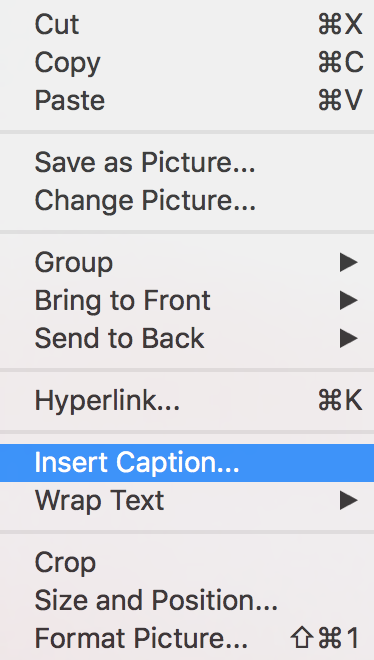 Cut ⌘X
Copy ⌘C
Paste ⌘V
Save as Picture...
Change Picture...
Group ▶
Bring to Front ▶
Send to Back ▶
Hyperlink... ⌘K
Insert Caption...
Wrap Text ▶
Crop
Size and Position...
Format Picture... ⇧⌘1